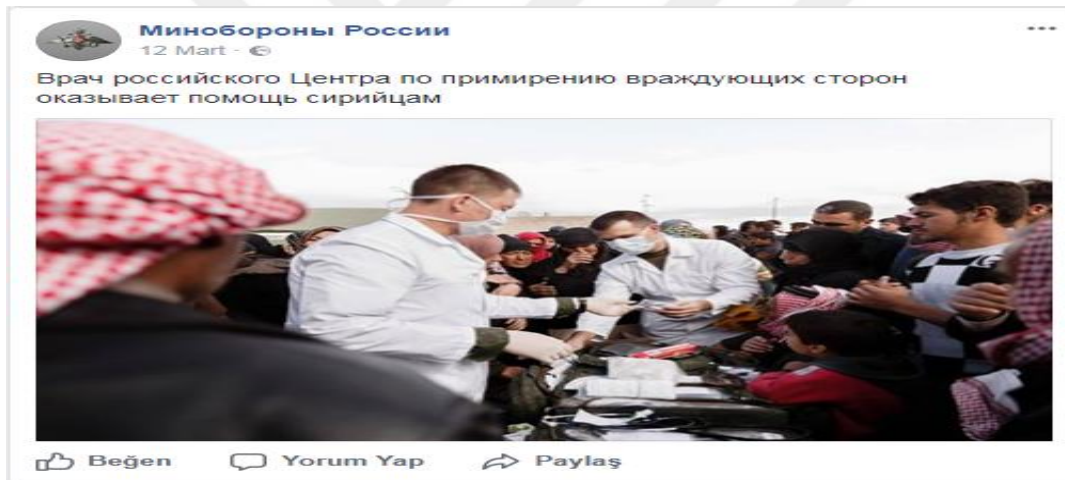 Минобороны России
12 Mart ·
Врач российского Центра по примирению враждующих сторон
оказывает помощь сирийцам
Beğen Yorum Yap Paylaş